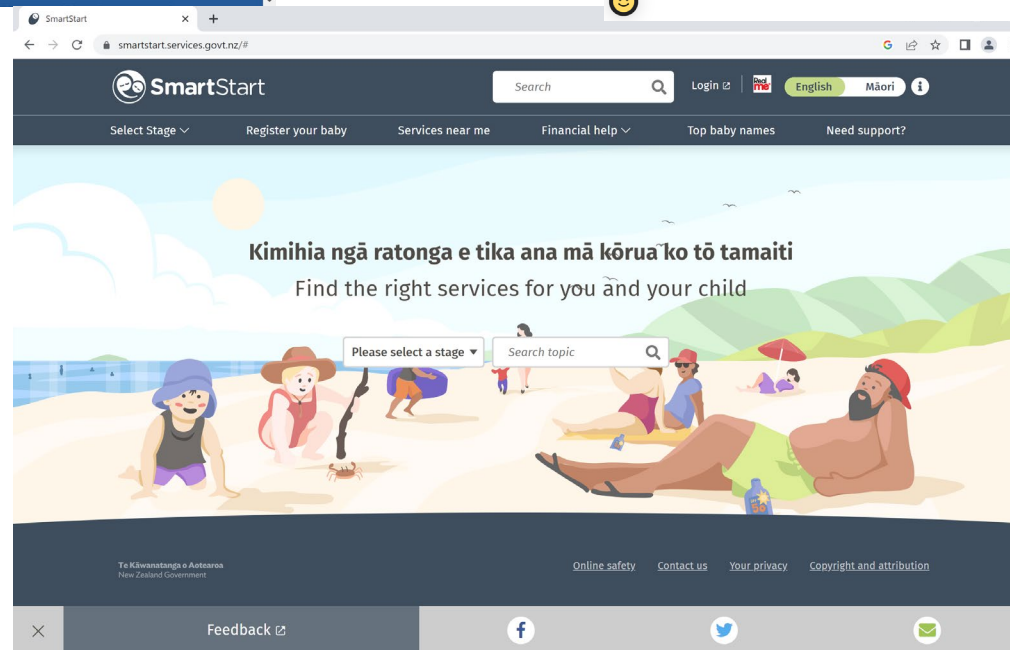 SmartStart
smartstart.services.govt.nz/#
SmartStart
Search
Login
Real me
English
Māori
Select Stage
Register your baby
Services near me
Financial help
Top baby names
Need support?
Kimihia ngā ratonga e tika ana mā kōrua ko tō tamaiti
Find the right services for you and your child
Please select a stage
Search topic
50
Te Kāwanatanga o Aotearoa
New Zealand Government
Online safety
Contact us
Your privacy
Copyright and attribution
Feedback